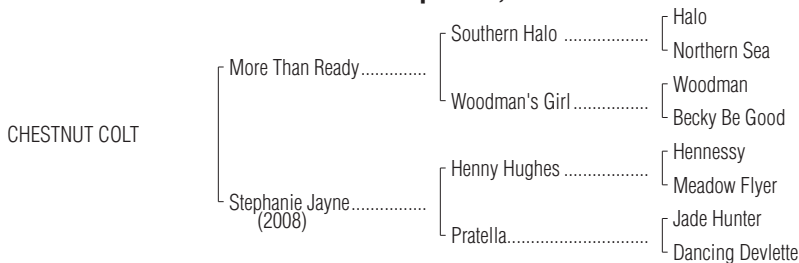 Halo
Southern Halo ....................
Northern Sea
More Than Ready..............
Woodman
Woodman's Girl..................
Becky Be Good
CHESTNUT COLT
Hennessy
Henny Hughes ....................
Meadow Flyer
Stephanie Jayne................
(2008)
Jade Hunter
Pratella.................................
Dancing Devlette